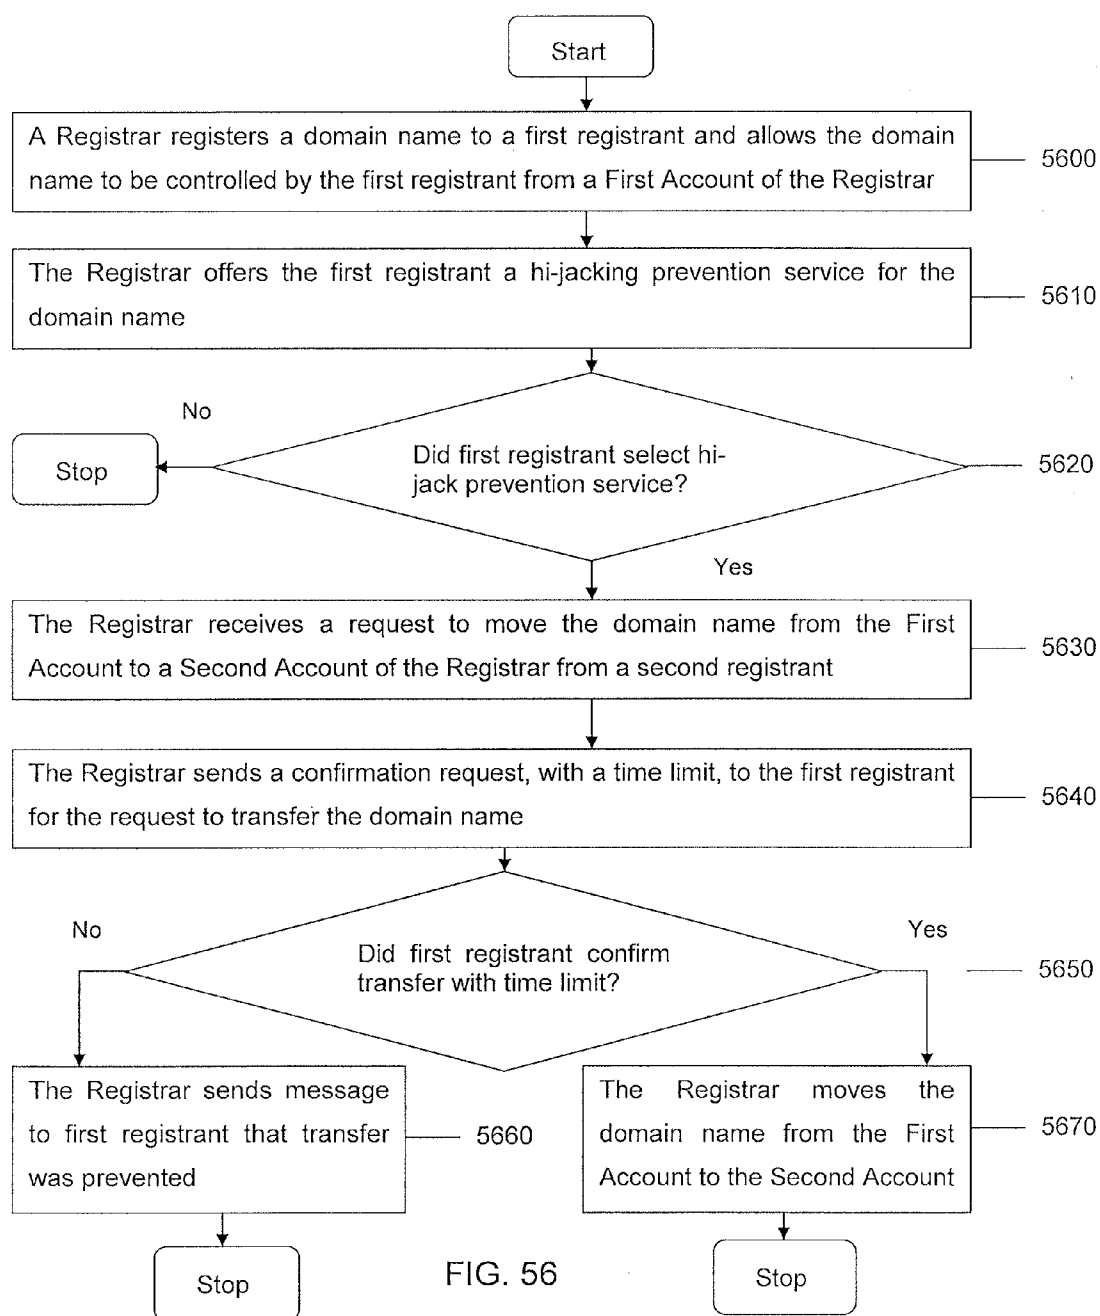 Start
A Registrar registers a domain name to a first registrant and allows the domain
name to be controlled by the first registrant from a First Account of the Registrar
5600
The Registrar offers the first registrant a hi-jacking prevention service for the
domain name
5610
No
Stop
Did first registrant select hi-
jack prevention service?
5620
Yes
The Registrar receives a request to move the domain name from the First
Account to a Second Account of the Registrar from a second registrant
5630
The Registrar sends a confirmation request, with a time limit, to the first registrant
for the request to transfer the domain name
5640
No
Did first registrant confirm
transfer with time limit?
Yes
5650
The Registrar sends message
to first registrant that transfer
was prevented
5660
The Registrar moves the
domain name from the First
Account to the Second Account
5670
Stop
FIG. 56
Stop